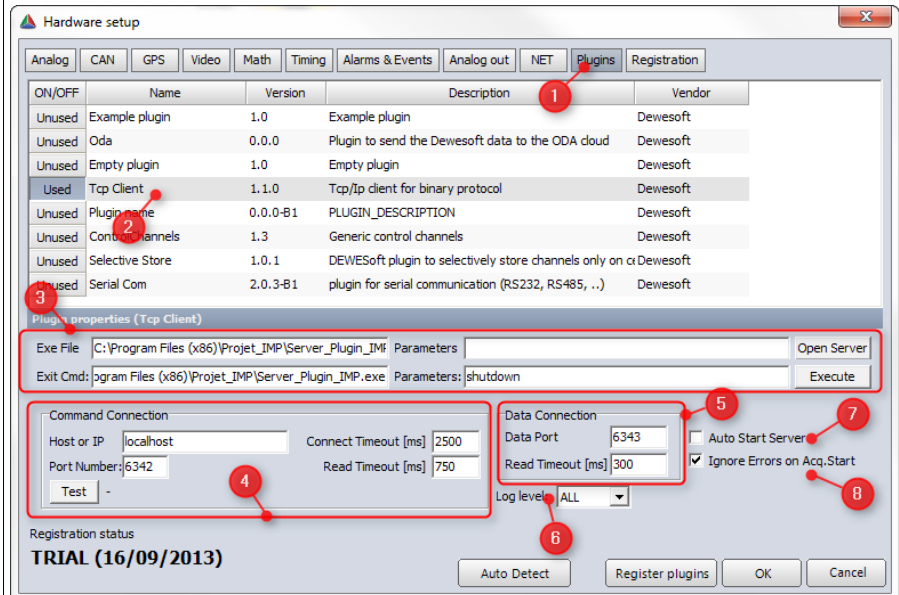 Hardware setup
Analog CAN GPS Video Math Timing Alarms & Events Analog out NET Plugins Registration
ON/OFF Name Version Description Vendor
1
Unused Example plugin 1.0 Example plugin Dewesoft
Unused Oda 0.0.0 Plugin to send the Dewesoft data to the ODA cloud Dewesoft
Unused Empty plugin 1.0 Empty plugin Dewesoft
Used Tcp Client 1.1.0 Tcp/Ip client for binary protocol Dewesoft
Unused Plugin name 0.0.0-B1 PLUGIN_DESCRIPTION Dewesoft
2
Unused Control Channels 1.3 Generic control channels Dewesoft
Unused Selective Store 1.0.1 DEWESoft plugin to selectively store channels only on ce Dewesoft
Unused Serial Com 2.0.3-B1 plugin for serial communication (RS232, RS485, ..) Dewesoft
3
Plugin properties (Tcp Client)
Exe File C:\Program Files (x86)\Projet_IMP\Server_Plugin_IMF Parameters Open Server
Exit Cmd: ogram Files (x86)\Projet_IMP\Server_Plugin_IMP.exe Parameters: shutdown Execute
Command Connection
Host or IP localhost Connect Timeout [ms] 2500
Port Number: 6342 Read Timeout [ms] 750
Test -
4
Data Connection
Data Port 6343
Read Timeout [ms] 300
5
7
Auto Start Server
Ignore Errors on Acq.Start
8
Log level: ALL
6
Registration status
TRIAL (16/09/2013)
Auto Detect Register plugins OK Cancel